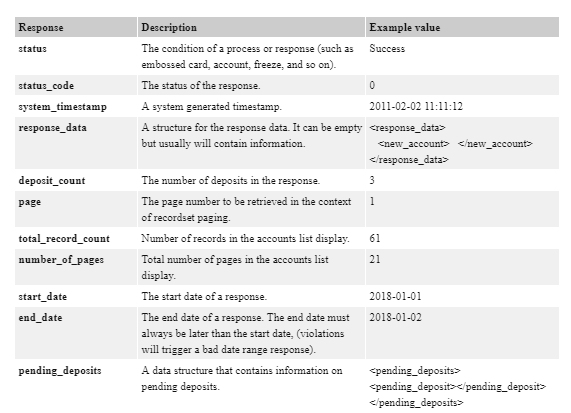 Response Description Example value
status The condition of a process or response (such as Success
embossed card, account, freeze, and so on).
status_code The status of the response. 0
system_timestamp A system generated timestamp. 2011-02-02 11:11:12
response_data A structure for the response data. It can be empty <response_data>
but usually will contain information. <new_account> </new_account>
</response_data>
deposit_count The number of deposits in the response. 3
page The page number to be retrieved in the context 1
of recordset paging.
total_record_count Number of records in the accounts list display. 61
number_of_pages Total number of pages in the accounts list 21
display.
start_date The start date of a response. 2018-01-01
end_date The end date of a response. The end date must 2018-01-02
always be later than the start date, (violations
will trigger a bad date range response).
pending_deposits A data structure that contains information on <pending_deposits>
pending deposits. <pending_deposit></pending_deposit>
</pending_deposits>